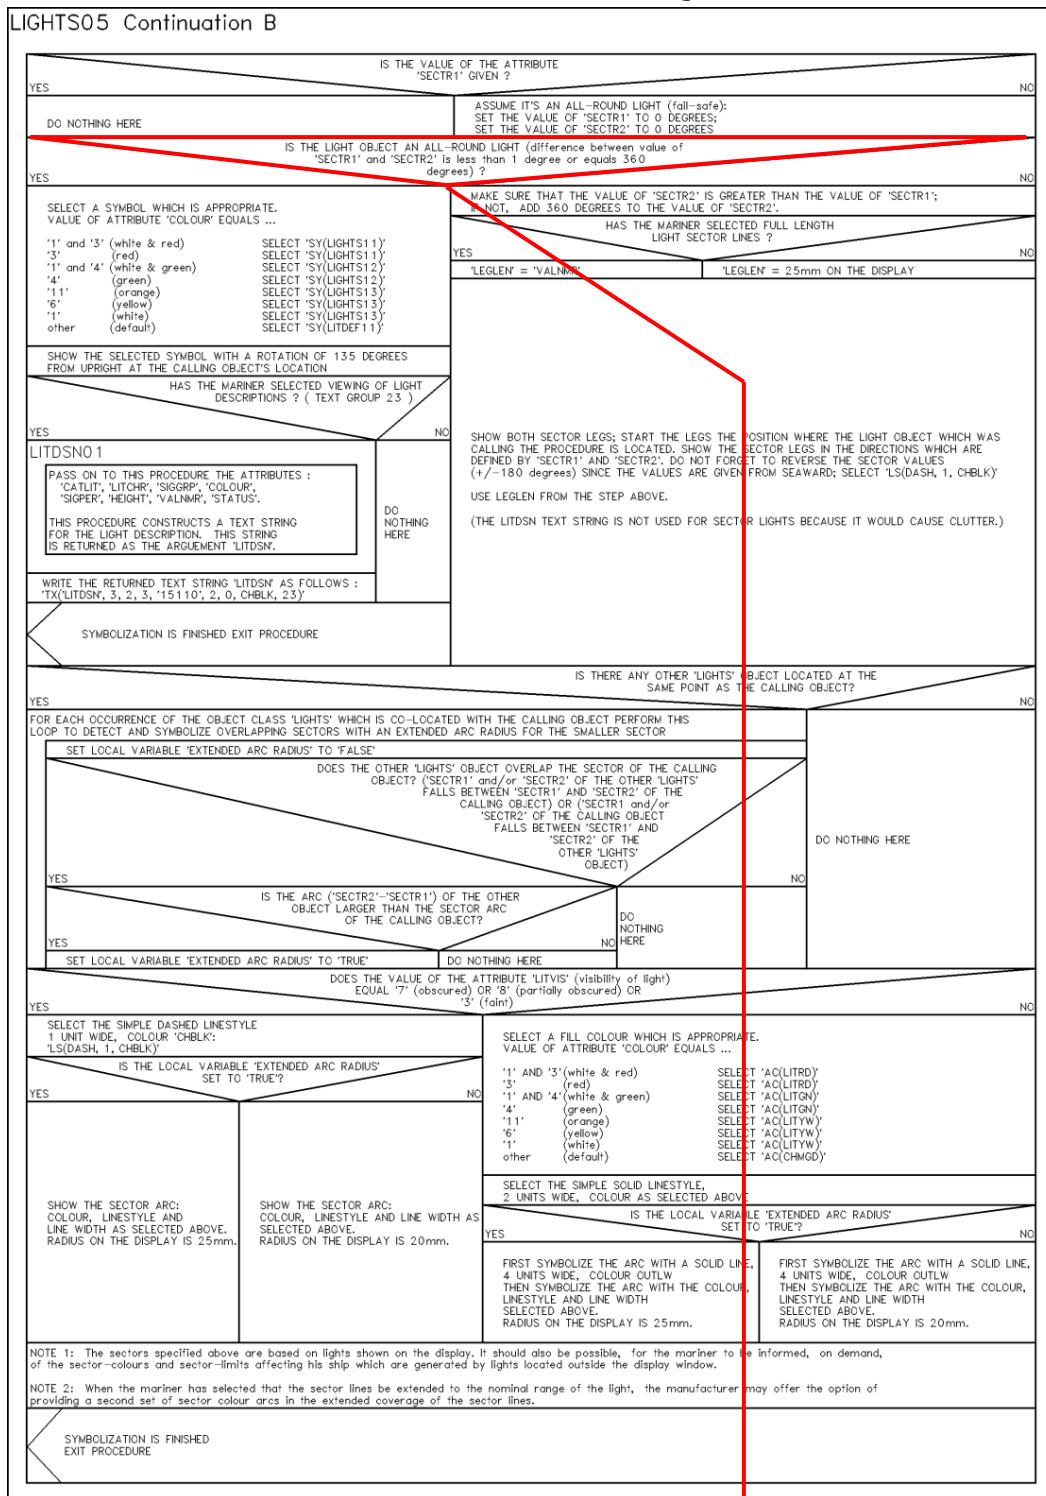 LIGHTS05 Continuation B
IS THE VALUE OF THE ATTRIBUTE
'SECTR1' GIVEN ?
YES
NO
DO NOTHING HERE
ASSUME IT'S AN ALL-ROUND LIGHT (fail-safe):
SET THE VALUE OF 'SECTR1' TO 0 DEGREES;
SET THE VALUE OF 'SECTR2' TO 0 DEGREES
IS THE LIGHT OBJECT AN ALL-ROUND LIGHT (difference between value of
'SECTR1' and 'SECTR2' is less than 1 degree or equals 360
degrees) ?
YES
NO
SELECT A SYMBOL WHICH IS APPROPRIATE.
VALUE OF ATTRIBUTE 'COLOUR' EQUALS ...
'1' and '3' (white & red) SELECT 'SY(LIGHTS11)'
'3' (red) SELECT 'SY(LIGHTS11)'
'1' and '4' (white & green) SELECT 'SY(LIGHTS12)'
'4' (green) SELECT 'SY(LIGHTS12)'
'11' (orange) SELECT 'SY(LIGHTS13)'
'6' (yellow) SELECT 'SY(LIGHTS13)'
'1' (white) SELECT 'SY(LIGHTS13)'
other (default) SELECT 'SY(LITDEF11)'
SHOW THE SELECTED SYMBOL WITH A ROTATION OF 135 DEGREES
FROM UPRIGHT AT THE CALLING OBJECT'S LOCATION
HAS THE MARINER SELECTED VIEWING OF LIGHT
DESCRIPTIONS ? ( TEXT GROUP 23 )
YES
NO
LITDSN01
PASS ON TO THIS PROCEDURE THE ATTRIBUTES :
'CATLIT', 'LITCHR', 'SIGGRP', 'COLOUR',
'SIGPER', 'HEIGHT', 'VALNMR', 'STATUS'.
THIS PROCEDURE CONSTRUCTS A TEXT STRING
FOR THE LIGHT DESCRIPTION. THIS STRING
IS RETURNED AS THE ARGUEMENT 'LITDSN'.
DO
NOTHING
HERE
WRITE THE RETURNED TEXT STRING 'LITDSN' AS FOLLOWS :
'TX('LITDSN', 3, 2, 3, '15110', 2, 0, CHBLK, 23)'
SYMBOLIZATION IS FINISHED EXIT PROCEDURE
MAKE SURE THAT THE VALUE OF 'SECTR2' IS GREATER THAN THE VALUE OF 'SECTR1';
IF NOT, ADD 360 DEGREES TO THE VALUE OF 'SECTR2'.
HAS THE MARINER SELECTED FULL LENGTH
LIGHT SECTOR LINES ?
YES
NO
'LEGLEN' = 'VALNMR'
'LEGLEN' = 25mm ON THE DISPLAY
SHOW BOTH SECTOR LEGS; START THE LEGS THE POSITION WHERE THE LIGHT OBJECT WHICH WAS
CALLING THE PROCEDURE IS LOCATED. SHOW THE SECTOR LEGS IN THE DIRECTIONS WHICH ARE
DEFINED BY 'SECTR1' AND 'SECTR2'. DO NOT FORGET TO REVERSE THE SECTOR VALUES
(+/-180 degrees) SINCE THE VALUES ARE GIVEN FROM SEAWARD; SELECT 'LS(DASH, 1, CHBLK)'
USE LEGLEN FROM THE STEP ABOVE.
(THE LITDSN TEXT STRING IS NOT USED FOR SECTOR LIGHTS BECAUSE IT WOULD CAUSE CLUTTER.)
IS THERE ANY OTHER 'LIGHTS' OBJECT LOCATED AT THE
SAME POINT AS THE CALLING OBJECT?
YES
NO
FOR EACH OCCURRENCE OF THE OBJECT CLASS 'LIGHTS' WHICH IS CO-LOCATED WITH THE CALLING OBJECT PERFORM THIS
LOOP TO DETECT AND SYMBOLIZE OVERLAPPING SECTORS WITH AN EXTENDED ARC RADIUS FOR THE SMALLER SECTOR
SET LOCAL VARIABLE 'EXTENDED ARC RADIUS' TO 'FALSE'
DOES THE OTHER 'LIGHTS' OBJECT OVERLAP THE SECTOR OF THE CALLING
OBJECT? ('SECTR1' and/or 'SECTR2' OF THE OTHER 'LIGHTS'
FALLS BETWEEN 'SECTR1' AND 'SECTR2' OF THE
CALLING OBJECT) OR ('SECTR1 and/or
'SECTR2' OF THE CALLING OBJECT
FALLS BETWEEN 'SECTR1' AND
'SECTR2' OF THE
OTHER 'LIGHTS'
OBJECT)
YES
NO
DO NOTHING HERE
IS THE ARC ('SECTR2'-'SECTR1') OF THE OTHER
OBJECT LARGER THAN THE SECTOR ARC
OF THE CALLING OBJECT?
YES
NO
DO
NOTHING
HERE
SET LOCAL VARIABLE 'EXTENDED ARC RADIUS' TO 'TRUE'
DO NOTHING HERE
DOES THE VALUE OF THE ATTRIBUTE 'LITVIS' (visibility of light)
EQUAL '7' (obscured) OR '8' (partially obscured) OR
'3' (faint)
YES
NO
SELECT THE SIMPLE DASHED LINESTYLE
1 UNIT WIDE, COLOUR 'CHBLK':
'LS(DASH, 1, CHBLK)'
IS THE LOCAL VARIABLE 'EXTENDED ARC RADIUS'
SET TO 'TRUE'?
YES
NO
SHOW THE SECTOR ARC:
COLOUR, LINESTYLE AND
LINE WIDTH AS SELECTED ABOVE.
RADIUS ON THE DISPLAY IS 25mm.
SHOW THE SECTOR ARC:
COLOUR, LINESTYLE AND LINE WIDTH AS
SELECTED ABOVE.
RADIUS ON THE DISPLAY IS 20mm.
SELECT A FILL COLOUR WHICH IS APPROPRIATE.
VALUE OF ATTRIBUTE 'COLOUR' EQUALS ...
'1' AND '3'(white & red) SELECT 'AC(LITRD)'
'3' (red) SELECT 'AC(LITRD)'
'1' AND '4'(white & green) SELECT 'AC(LITGN)'
'4' (green) SELECT 'AC(LITGN)'
'11' (orange) SELECT 'AC(LITYW)'
'6' (yellow) SELECT 'AC(LITYW)'
'1' (white) SELECT 'AC(LITYW)'
other (default) SELECT 'AC(CHMGD)'
SELECT THE SIMPLE SOLID LINESTYLE,
2 UNITS WIDE, COLOUR AS SELECTED ABOVE
IS THE LOCAL VARIABLE 'EXTENDED ARC RADIUS'
SET TO 'TRUE'?
YES
NO
FIRST SYMBOLIZE THE ARC WITH A SOLID LINE,
4 UNITS WIDE, COLOUR OUTLW
THEN SYMBOLIZE THE ARC WITH THE COLOUR,
LINESTYLE AND LINE WIDTH
SELECTED ABOVE.
RADIUS ON THE DISPLAY IS 25mm.
FIRST SYMBOLIZE THE ARC WITH A SOLID LINE,
4 UNITS WIDE, COLOUR OUTLW
THEN SYMBOLIZE THE ARC WITH THE COLOUR,
LINESTYLE AND LINE WIDTH
SELECTED ABOVE.
RADIUS ON THE DISPLAY IS 20mm.
NOTE 1: The sectors specified above are based on lights shown on the display. It should also be possible, for the mariner to be informed, on demand,
of the sector-colours and sector-limits affecting his ship which are generated by lights located outside the display window.
NOTE 2: When the mariner has selected that the sector lines be extended to the nominal range of the light, the manufacturer may offer the option of
providing a second set of sector colour arcs in the extended coverage of the sector lines.
SYMBOLIZATION IS FINISHED
EXIT PROCEDURE